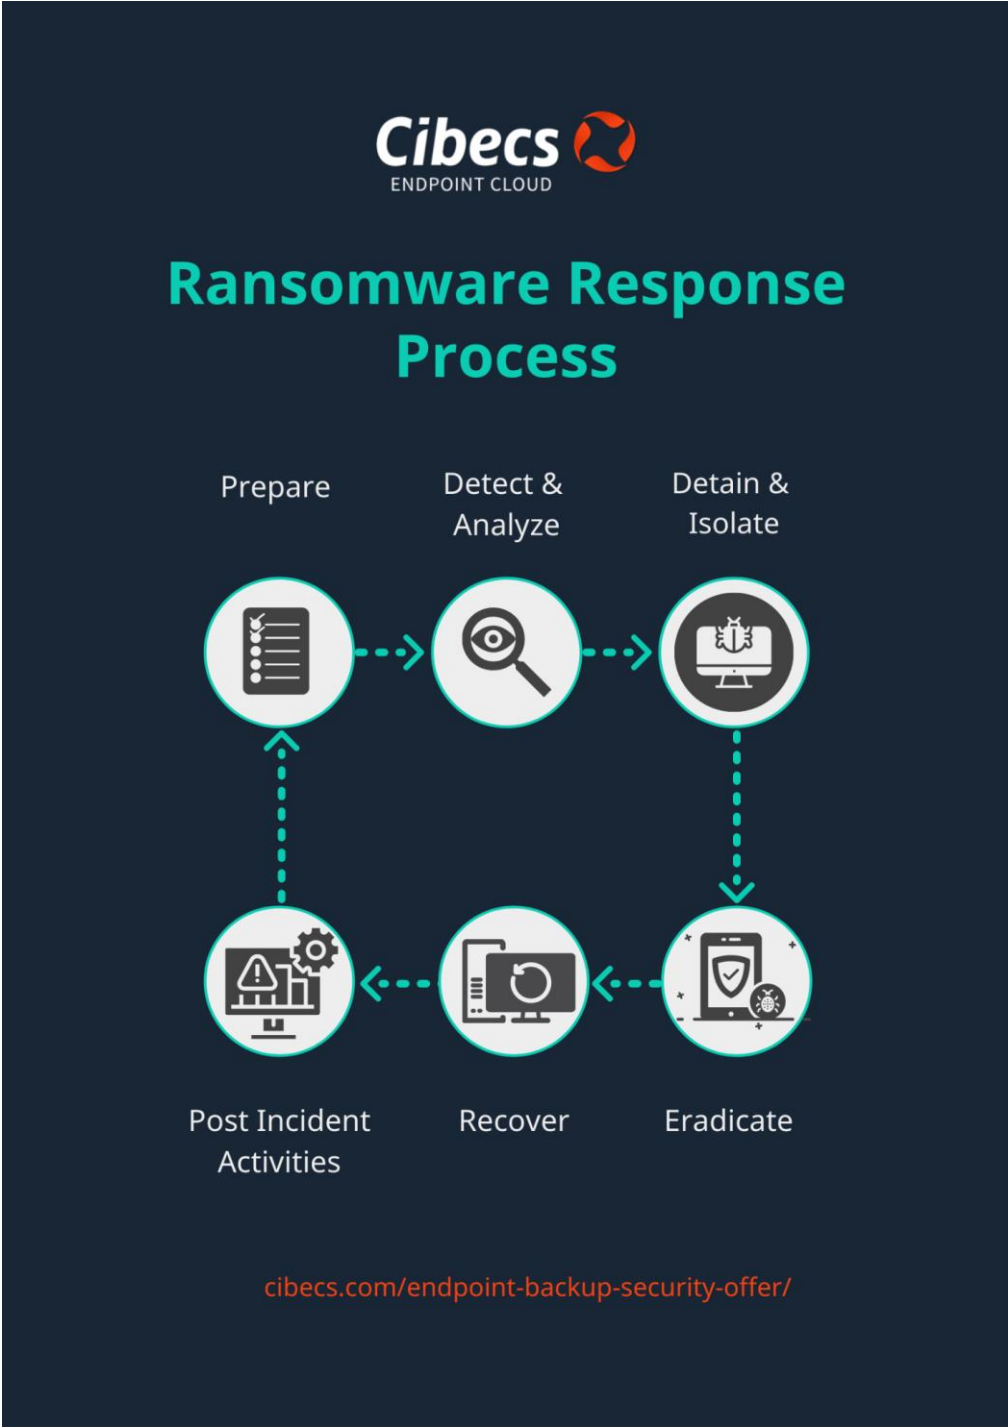 Cibecs
ENDPOINT CLOUD
Ransomware Response
Process
Prepare
Detect &
Analyze
Detain &
Isolate
Post Incident
Activities
Recover
Eradicate
cibecs.com/endpoint-backup-security-offer/